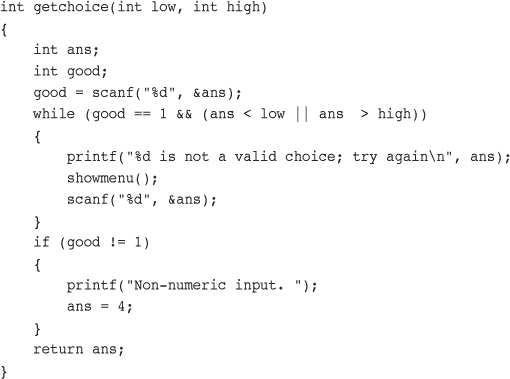 int getchoice(int low, int high)
{
    int ans;
    int good;
    good = scanf("%d", &ans);
    while (good == 1 && (ans < low || ans  > high))
    {
        printf("%d is not a valid choice; try again\n", ans);
        showmenu();
        scanf("%d", &ans);
    }
    if (good != 1)
    {
        printf("Non-numeric input. ");
        ans = 4;
    }
    return ans;
}